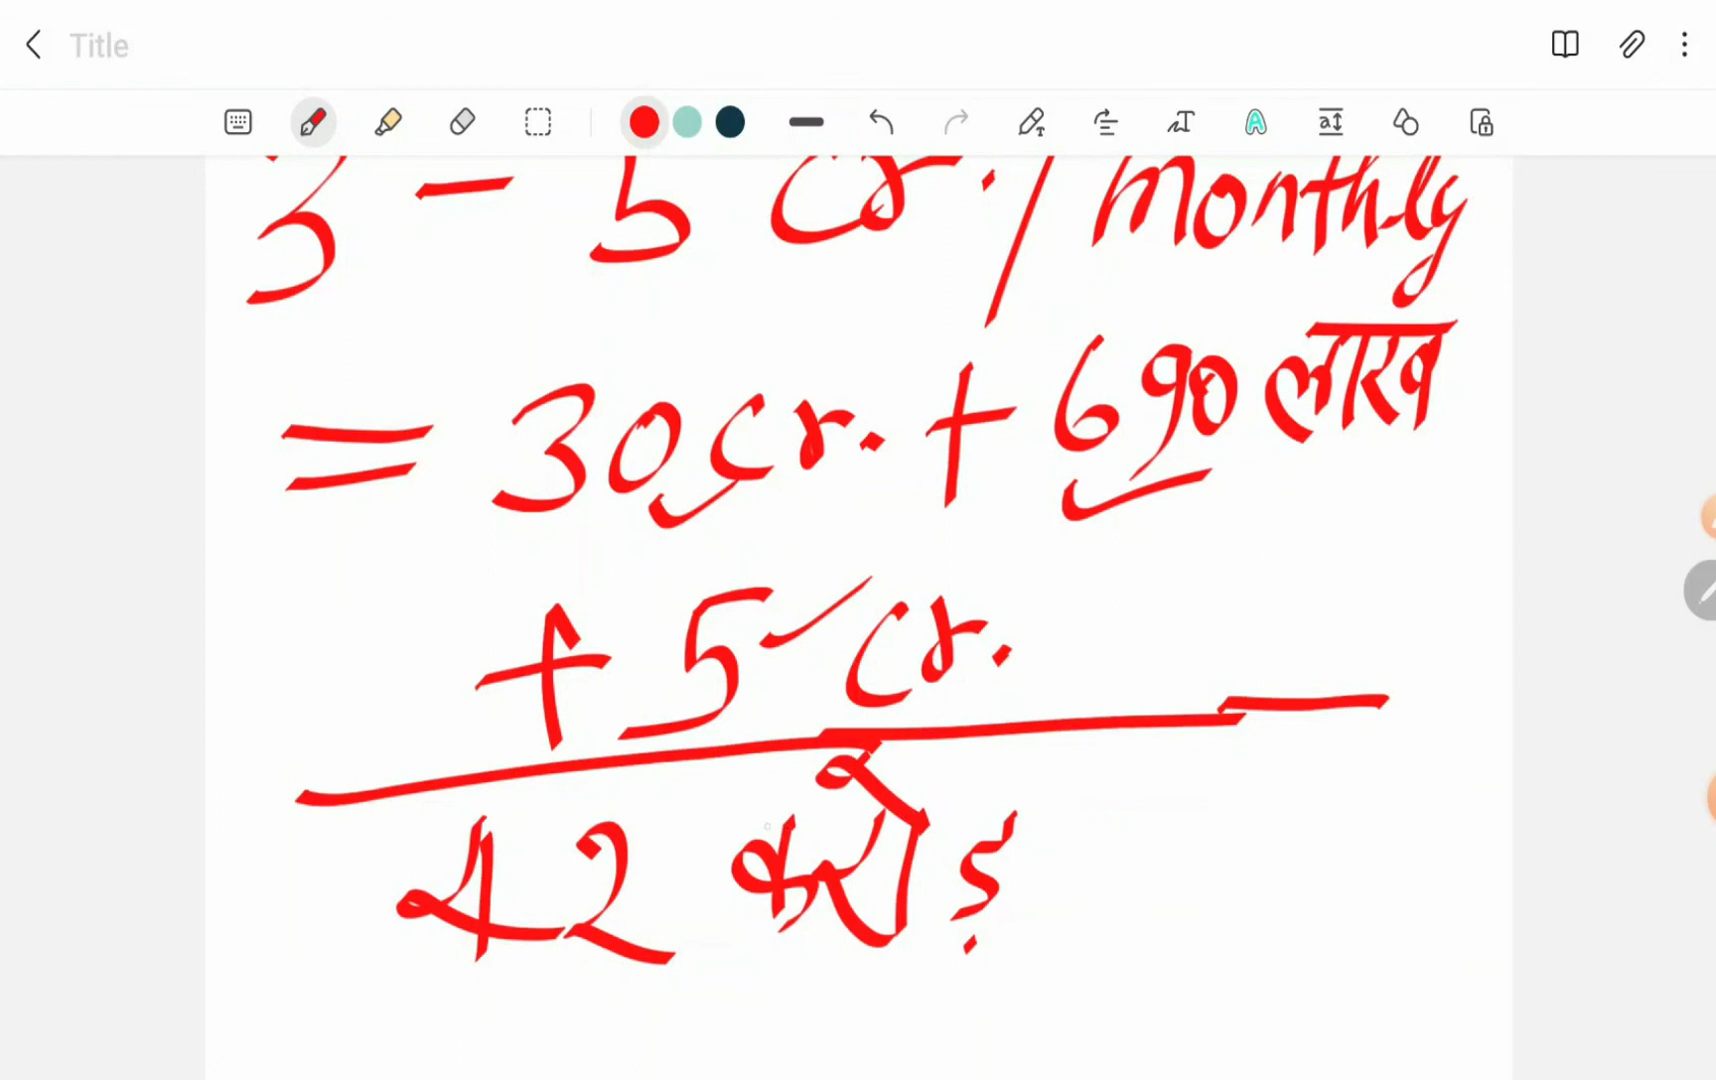 Title
3 - 5 Cr. / monthly
= 30 Cr. + 690 लाख
+ 5 Cr.
42 करोड़